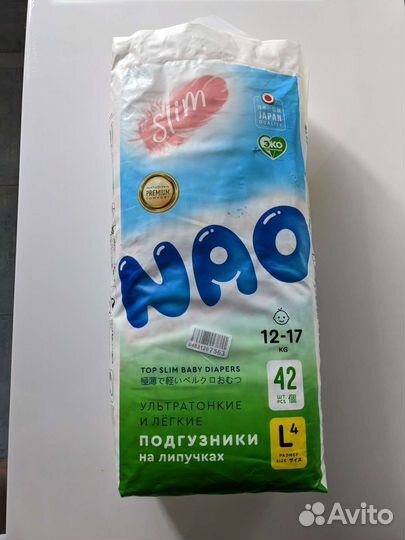 Slim
JAPAN
QUALITY
ЭКО
PREMIUM
NAO
12-17
KG
TOP SLIM BABY DIAPERS
極薄で軽いベルクロおむつ
42
ШТ.
PCS
個
УЛЬТРАТОНКИЕ
И ЛЁГКИЕ
ПОДГУЗНИКИ
на липучках
L4
РАЗМЕР
SIZE サイズ
Avito